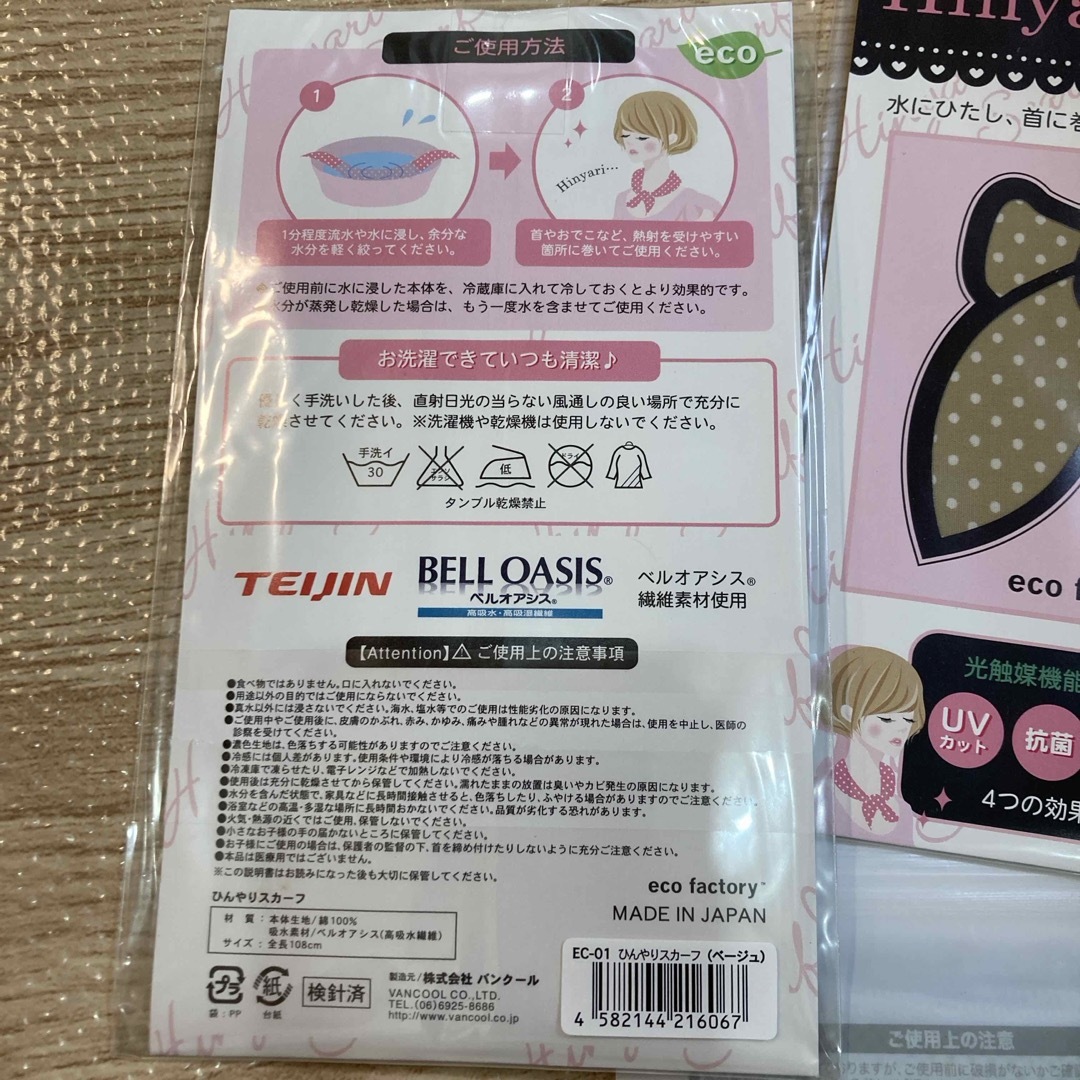 ご使用方法
eco
1
2
Hinyari...
1分程度流水や水に浸し、余分な
水分を軽く絞ってください。
首やおでこなど、熱射を受けやすい
箇所に巻いてご使用ください。
ご使用前に水に浸した本体を、冷蔵庫に入れて冷しておくとより効果的です。
水分が蒸発し乾燥した場合は、もう一度水を含ませてご使用ください。
お洗濯できていつも清潔♪
く手洗いした後、直射日光の当らない風通しの良い場所で充分に
乾燥させてください。※洗濯機や乾燥機は使用しないでください。
手洗イ
30
エンソ
サラシ
低
ドライ
タンブル乾燥禁止
TEIJIN
BELL OASIS®
ベルオアシス®
高吸水・高吸湿繊維
ベルオアシス®
繊維素材使用
【Attention】⚠ ご使用上の注意事項
●食べ物ではありません。口に入れないでください。
●用途以外の目的ではご使用にならないでください。
●真水以外には浸さないでください。海水、塩水等でのご使用は性能劣化の原因になります。
●ご使用中やご使用後に、皮膚のかぶれ、赤み、かゆみ、痛みや腫れなどの異常が現れた場合は、使用を中止し、医師の
診察を受けてください。
●濃色生地は、色落ちする可能性がありますのでご注意ください。
●冷感には個人差があります。使用条件や環境により冷感が落ちる場合があります。
●冷凍庫で凍らせたり、電子レンジなどで加熱しないでください。
●使用後は充分に乾燥させてから保管してください。濡れたままの放置は臭いやカビ発生の原因になります。
●水分を含んだ状態で、家具などに長時間接触させると、色落ちしたり、ふやける場合がありますのでご注意ください。
●浴室などの高温・多湿な場所に長時間おかないでください。品質が劣化する恐れがあります。
●火気・熱源の近くではご使用、保管しないでください。
●小さなお子様の手の届かないところに保管してください。
●お子様にご使用の場合は、保護者の監督の下、首を締め付けたりしないように充分ご注意ください。
●本品は医療用ではございません。
※この説明書はお読みになった後も大切に保管してください。
ひんやりスカーフ
材 質：本体生地/綿100%
吸水素材/ベルオアシス(高吸水繊維)
サイズ：全長108cm
eco factory™
MADE IN JAPAN
プラ
袋：PP
紙
台紙
検針済
製造元/株式会社 バンクール
VANCOOL CO.,LTD.
TEL.(06)6925-8686
http://www.vancool.co.jp
EC-01 ひんやりスカーフ（ベージュ）
4 582144 216067
水にひたし、首に
eco
光触媒機能
UV
カット
抗菌
4つの効果
ご使用上の注意